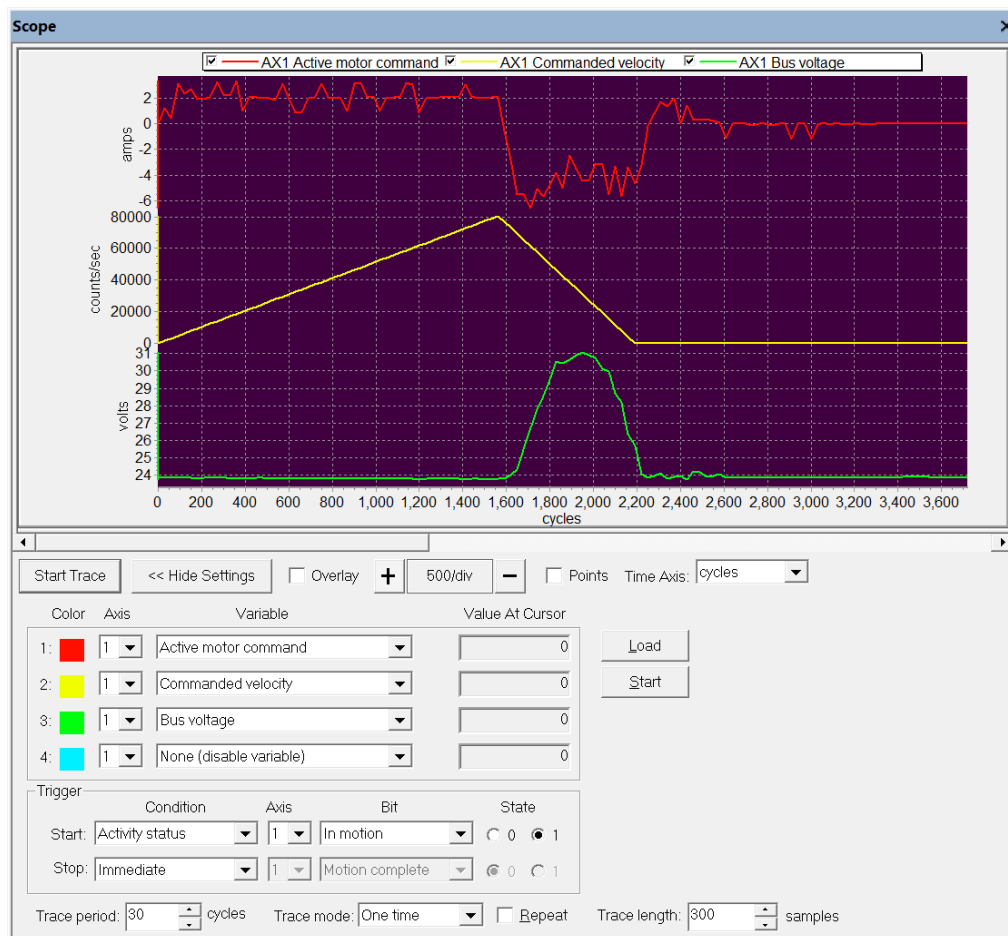 Scope
AX1 Active motor command AX1 Commanded velocity AX1 Bus voltage
2
0
-2
-4
-6
amps
80000
60000
40000
20000
0
counts/sec
31
30
29
28
27
26
25
24
volts
0 200 400 600 800 1,000 1,200 1,400 1,600 1,800 2,000 2,200 2,400 2,600 2,800 3,000 3,200 3,400 3,600
cycles
Start Trace << Hide Settings Overlay + 500/div − Points Time Axis: cycles
Color Axis Variable Value At Cursor
1: 1 Active motor command 0 Load
2: 1 Commanded velocity 0 Start
3: 1 Bus voltage 0
4: 1 None (disable variable) 0
Trigger
Condition Axis Bit State
Start: Activity status 1 In motion 0 1
Stop: Immediate 1 Motion complete 0 1
Trace period: 30 cycles Trace mode: One time Repeat Trace length: 300 samples